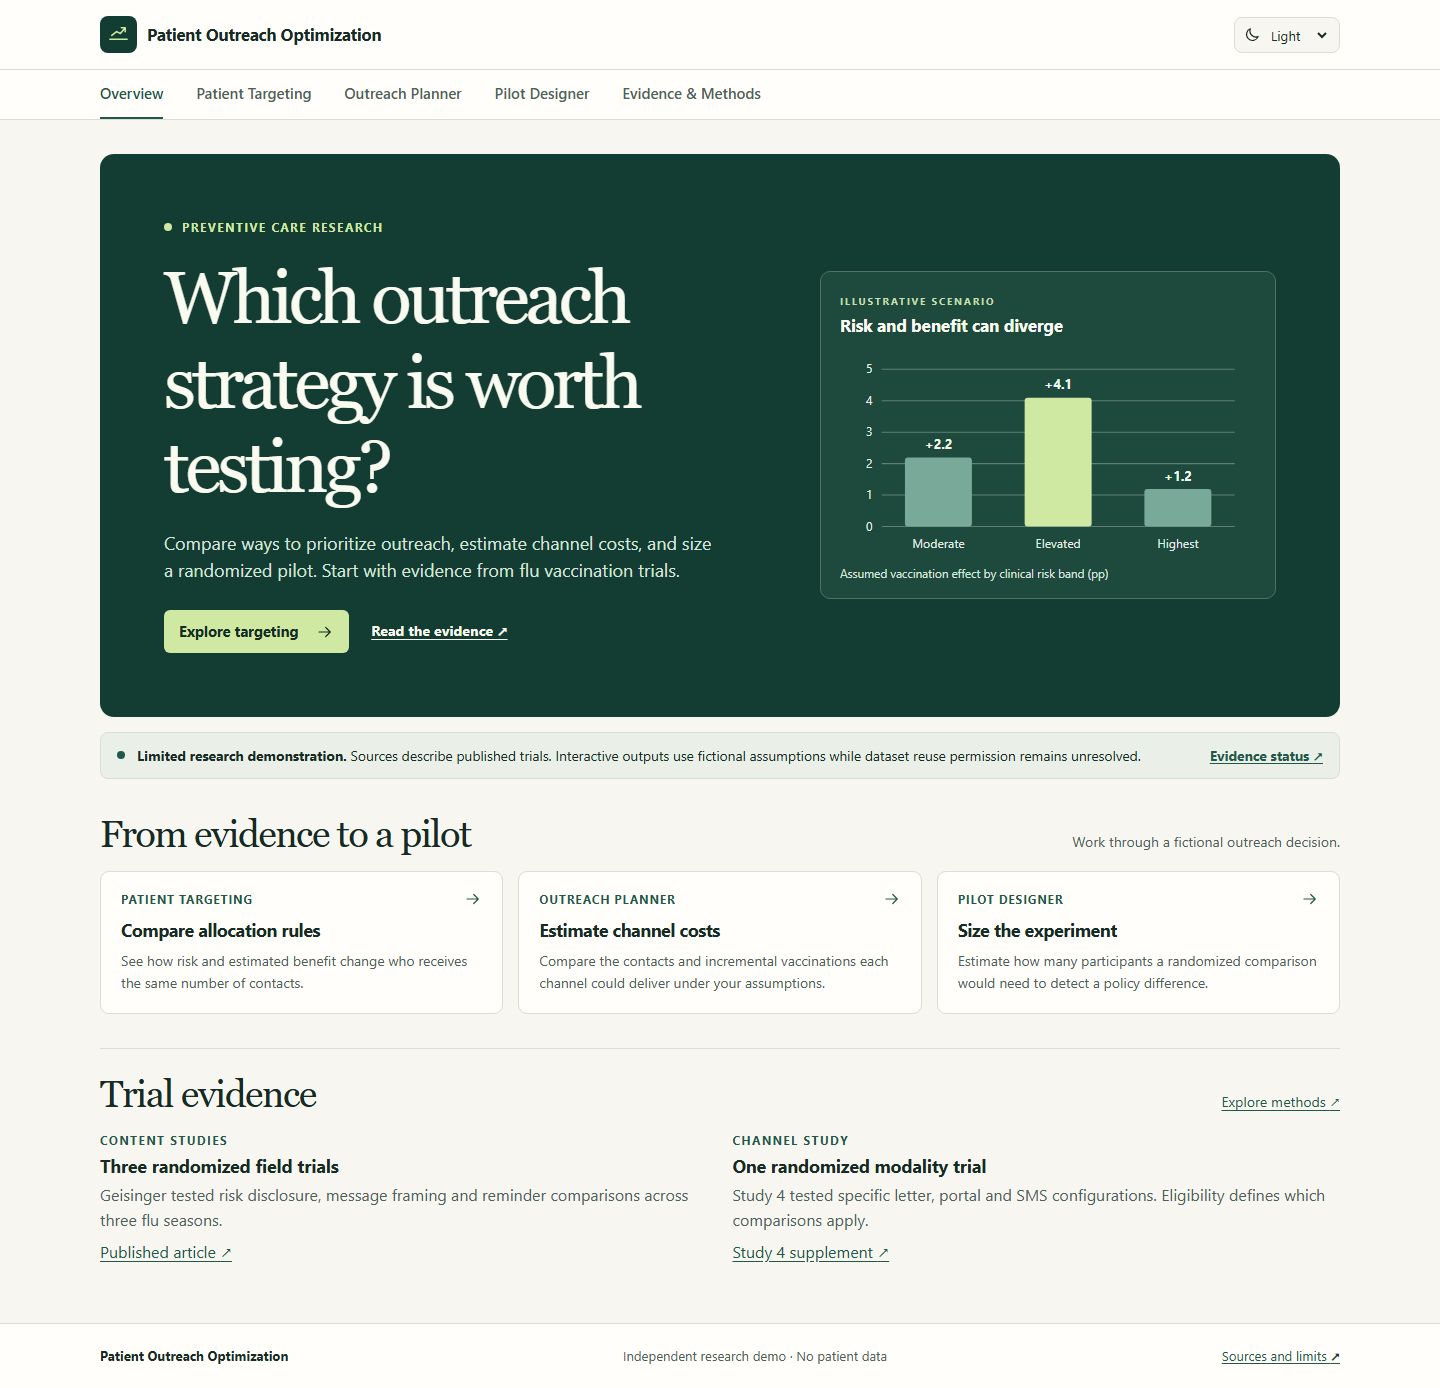 Patient Outreach Optimization
Light
Overview
Patient Targeting
Outreach Planner
Pilot Designer
Evidence & Methods
PREVENTIVE CARE RESEARCH
Which outreach
strategy is worth
testing?
Compare ways to prioritize outreach, estimate channel costs, and size
a randomized pilot. Start with evidence from flu vaccination trials.
Explore targeting →
Read the evidence ↗
ILLUSTRATIVE SCENARIO
Risk and benefit can diverge
5
4
3
2
1
0
+2.2
+4.1
+1.2
Moderate
Elevated
Highest
Assumed vaccination effect by clinical risk band (pp)
Limited research demonstration. Sources describe published trials. Interactive outputs use fictional assumptions while dataset reuse permission remains unresolved.
Evidence status ↗
From evidence to a pilot
Work through a fictional outreach decision.
PATIENT TARGETING →
Compare allocation rules
See how risk and estimated benefit change who receives
the same number of contacts.
OUTREACH PLANNER →
Estimate channel costs
Compare the contacts and incremental vaccinations each
channel could deliver under your assumptions.
PILOT DESIGNER →
Size the experiment
Estimate how many participants a randomized comparison
would need to detect a policy difference.
Trial evidence
Explore methods ↗
CONTENT STUDIES
Three randomized field trials
Geisinger tested risk disclosure, message framing and reminder comparisons across
three flu seasons.
Published article ↗
CHANNEL STUDY
One randomized modality trial
Study 4 tested specific letter, portal and SMS configurations. Eligibility defines which
comparisons apply.
Study 4 supplement ↗
Patient Outreach Optimization
Independent research demo · No patient data
Sources and limits ↗